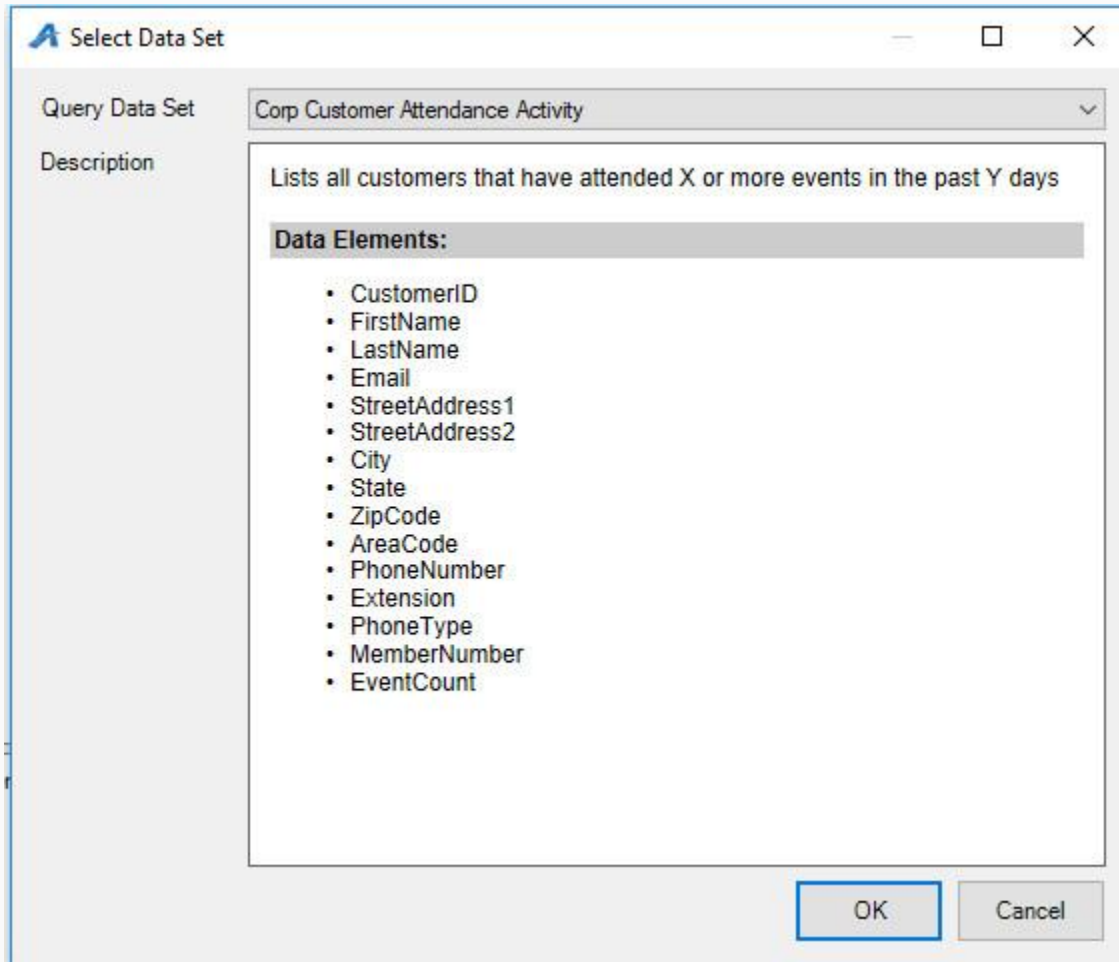 Select Data Set
Query Data Set
Corp Customer Attendance Activity
Description
Lists all customers that have attended X or more events in the past Y days
Data Elements:
• CustomerID
• FirstName
• LastName
• Email
• StreetAddress1
• StreetAddress2
• City
• State
• ZipCode
• AreaCode
• PhoneNumber
• Extension
• PhoneType
• MemberNumber
• EventCount
OK
Cancel